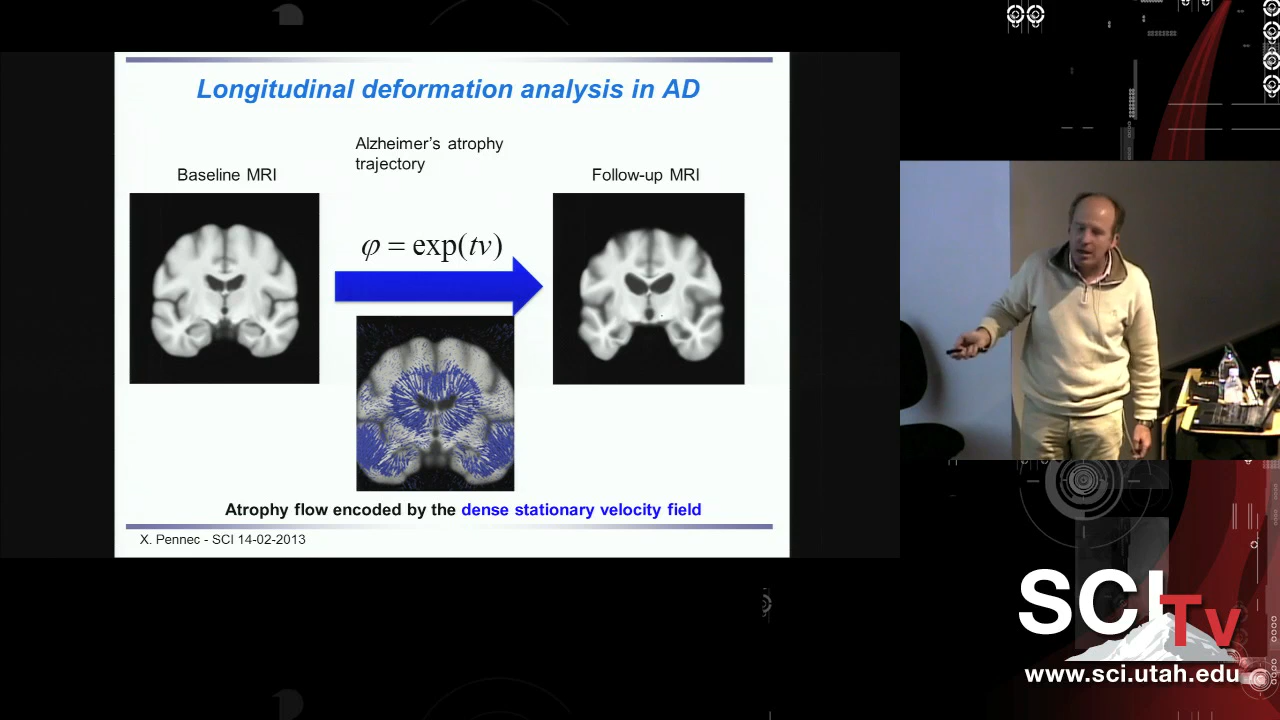 Longitudinal deformation analysis in AD
Alzheimer's atrophy
trajectory
Baseline MRI
Follow-up MRI
φ = exp(tv)
Atrophy flow encoded by the dense stationary velocity field
X. Pennec - SCI 14-02-2013
SCI
TV
www.sci.utah.edu